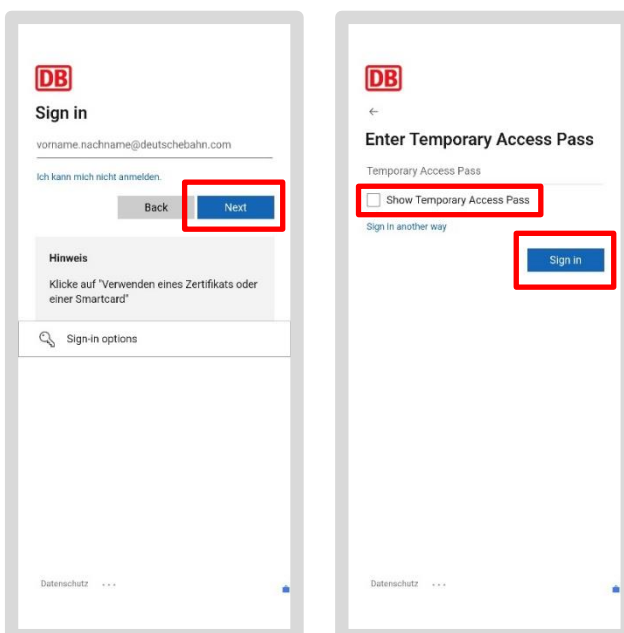 DB
Sign in
vorname.nachname@deutschebahn.com
Ich kann mich nicht anmelden.
Back
Next
Hinweis
Klicke auf "Verwenden eines Zertifikats oder
einer Smartcard"
Sign-in options
Datenschutz ...
DB
←
Enter Temporary Access Pass
Temporary Access Pass
Show Temporary Access Pass
Sign in another way
Sign in
Datenschutz ...